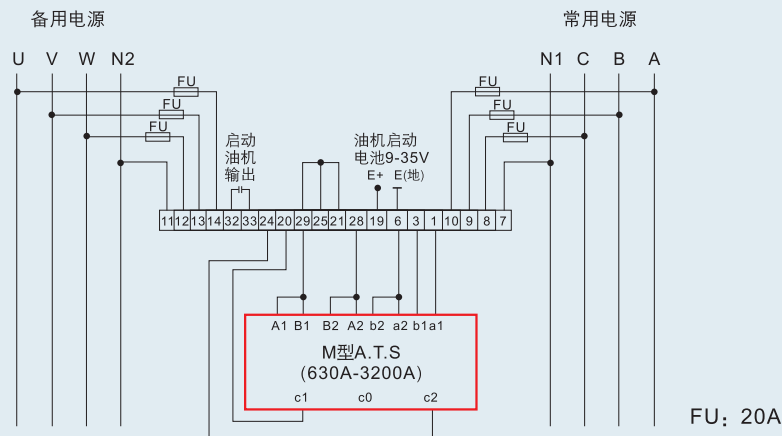 备用电源 常用电源
U V W N2 N1 C B A
FU FU
FU FU
FU FU
启动 油机启动
油机 电池9-35V
输出 E+ E(地)
11 12 13 14 32 33 24 20 29 25 21 28 19 6 3 1 10 9 8 7
A1 B1 B2 A2 b2 a2 b1 a1
M型A.T.S
(630A-3200A)
c1 c0 c2
FU: 20A